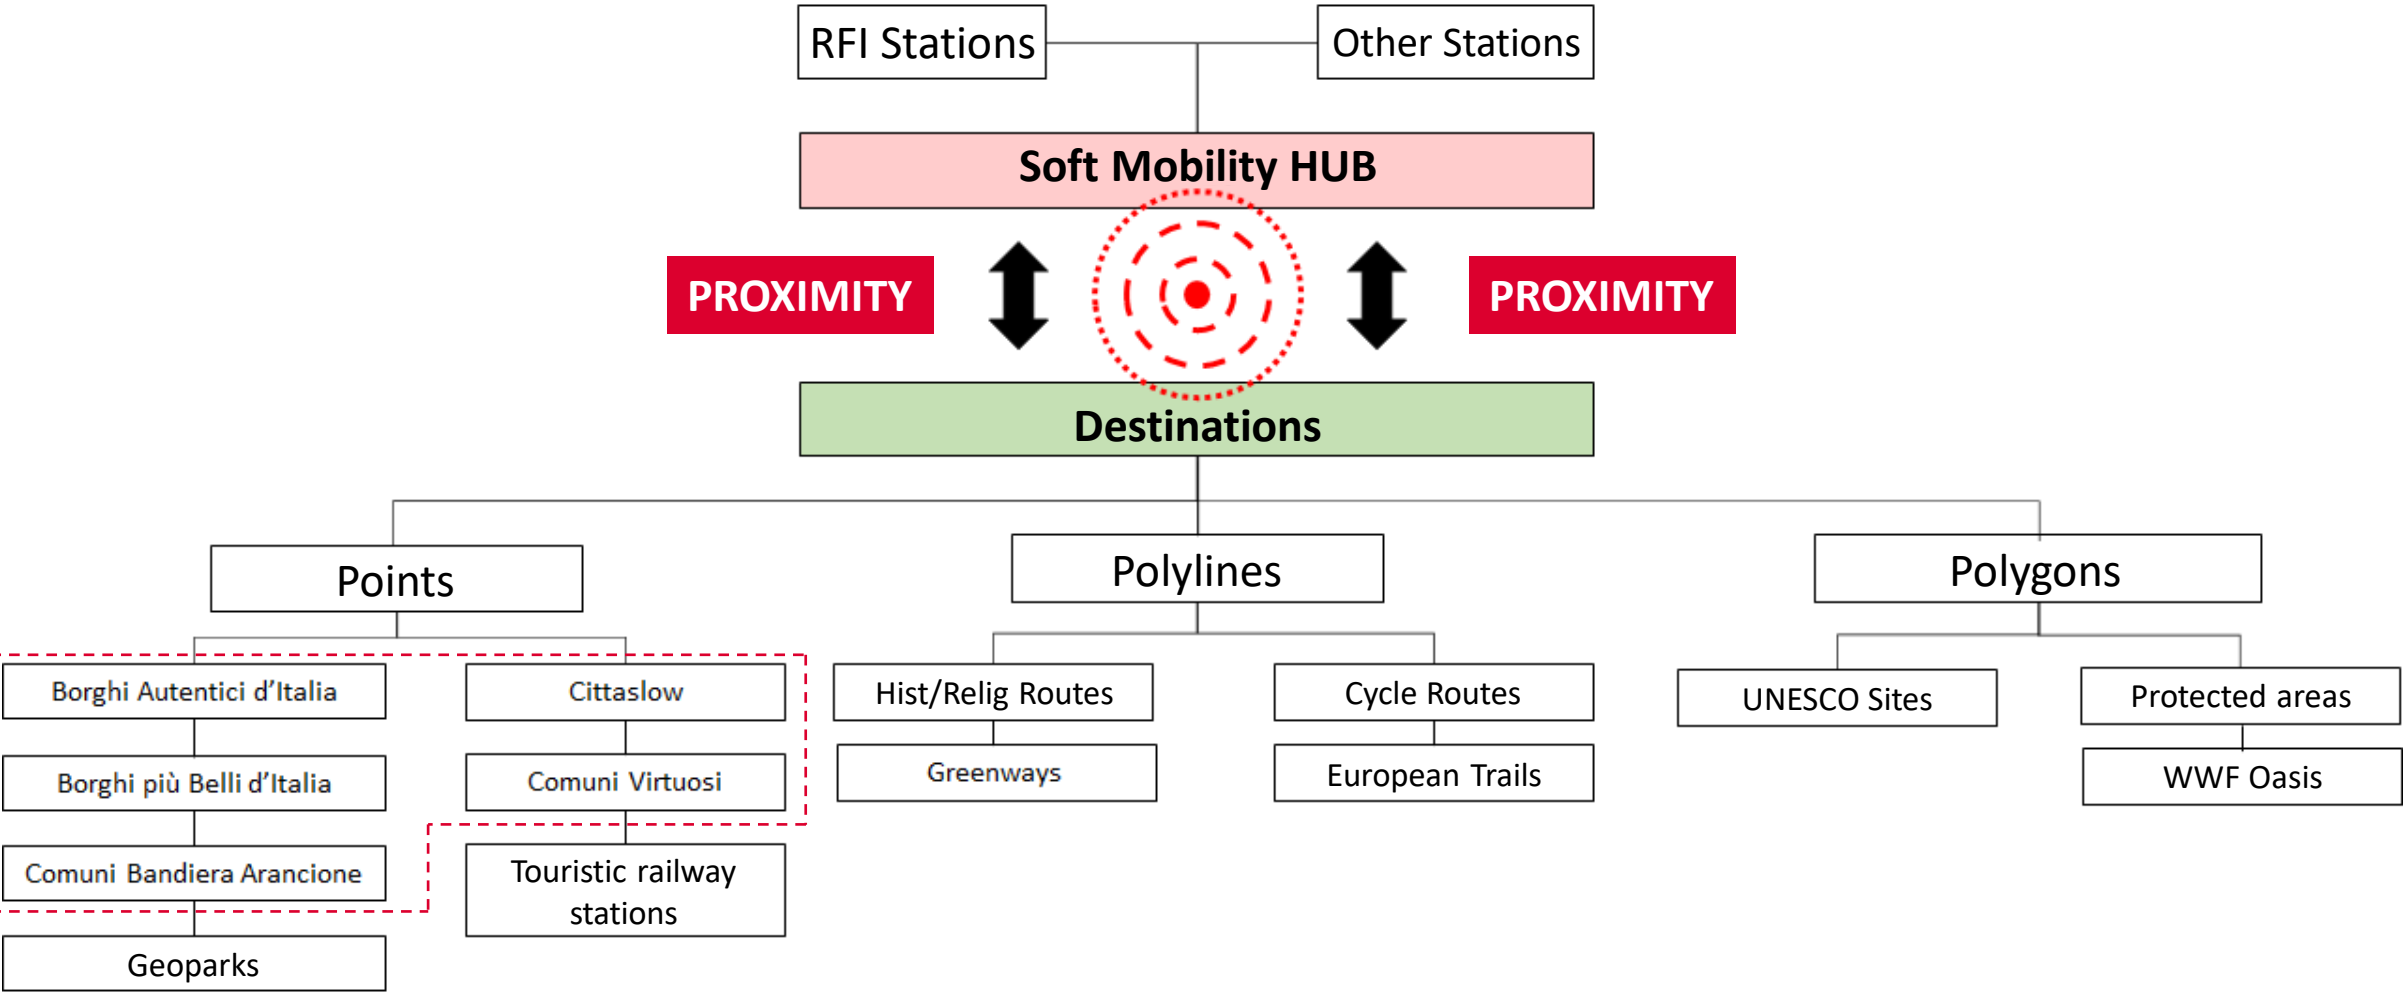 RFI Stations
Other Stations
Soft Mobility HUB
PROXIMITY
PROXIMITY
Destinations
Points
Polylines
Polygons
Borghi Autentici d’Italia
Cittaslow
Hist/Relig Routes
Cycle Routes
UNESCO Sites
Protected areas
Borghi più Belli d’Italia
Comuni Virtuosi
Greenways
European Trails
WWF Oasis
Comuni Bandiera Arancione
Touristic railway
stations
Geoparks